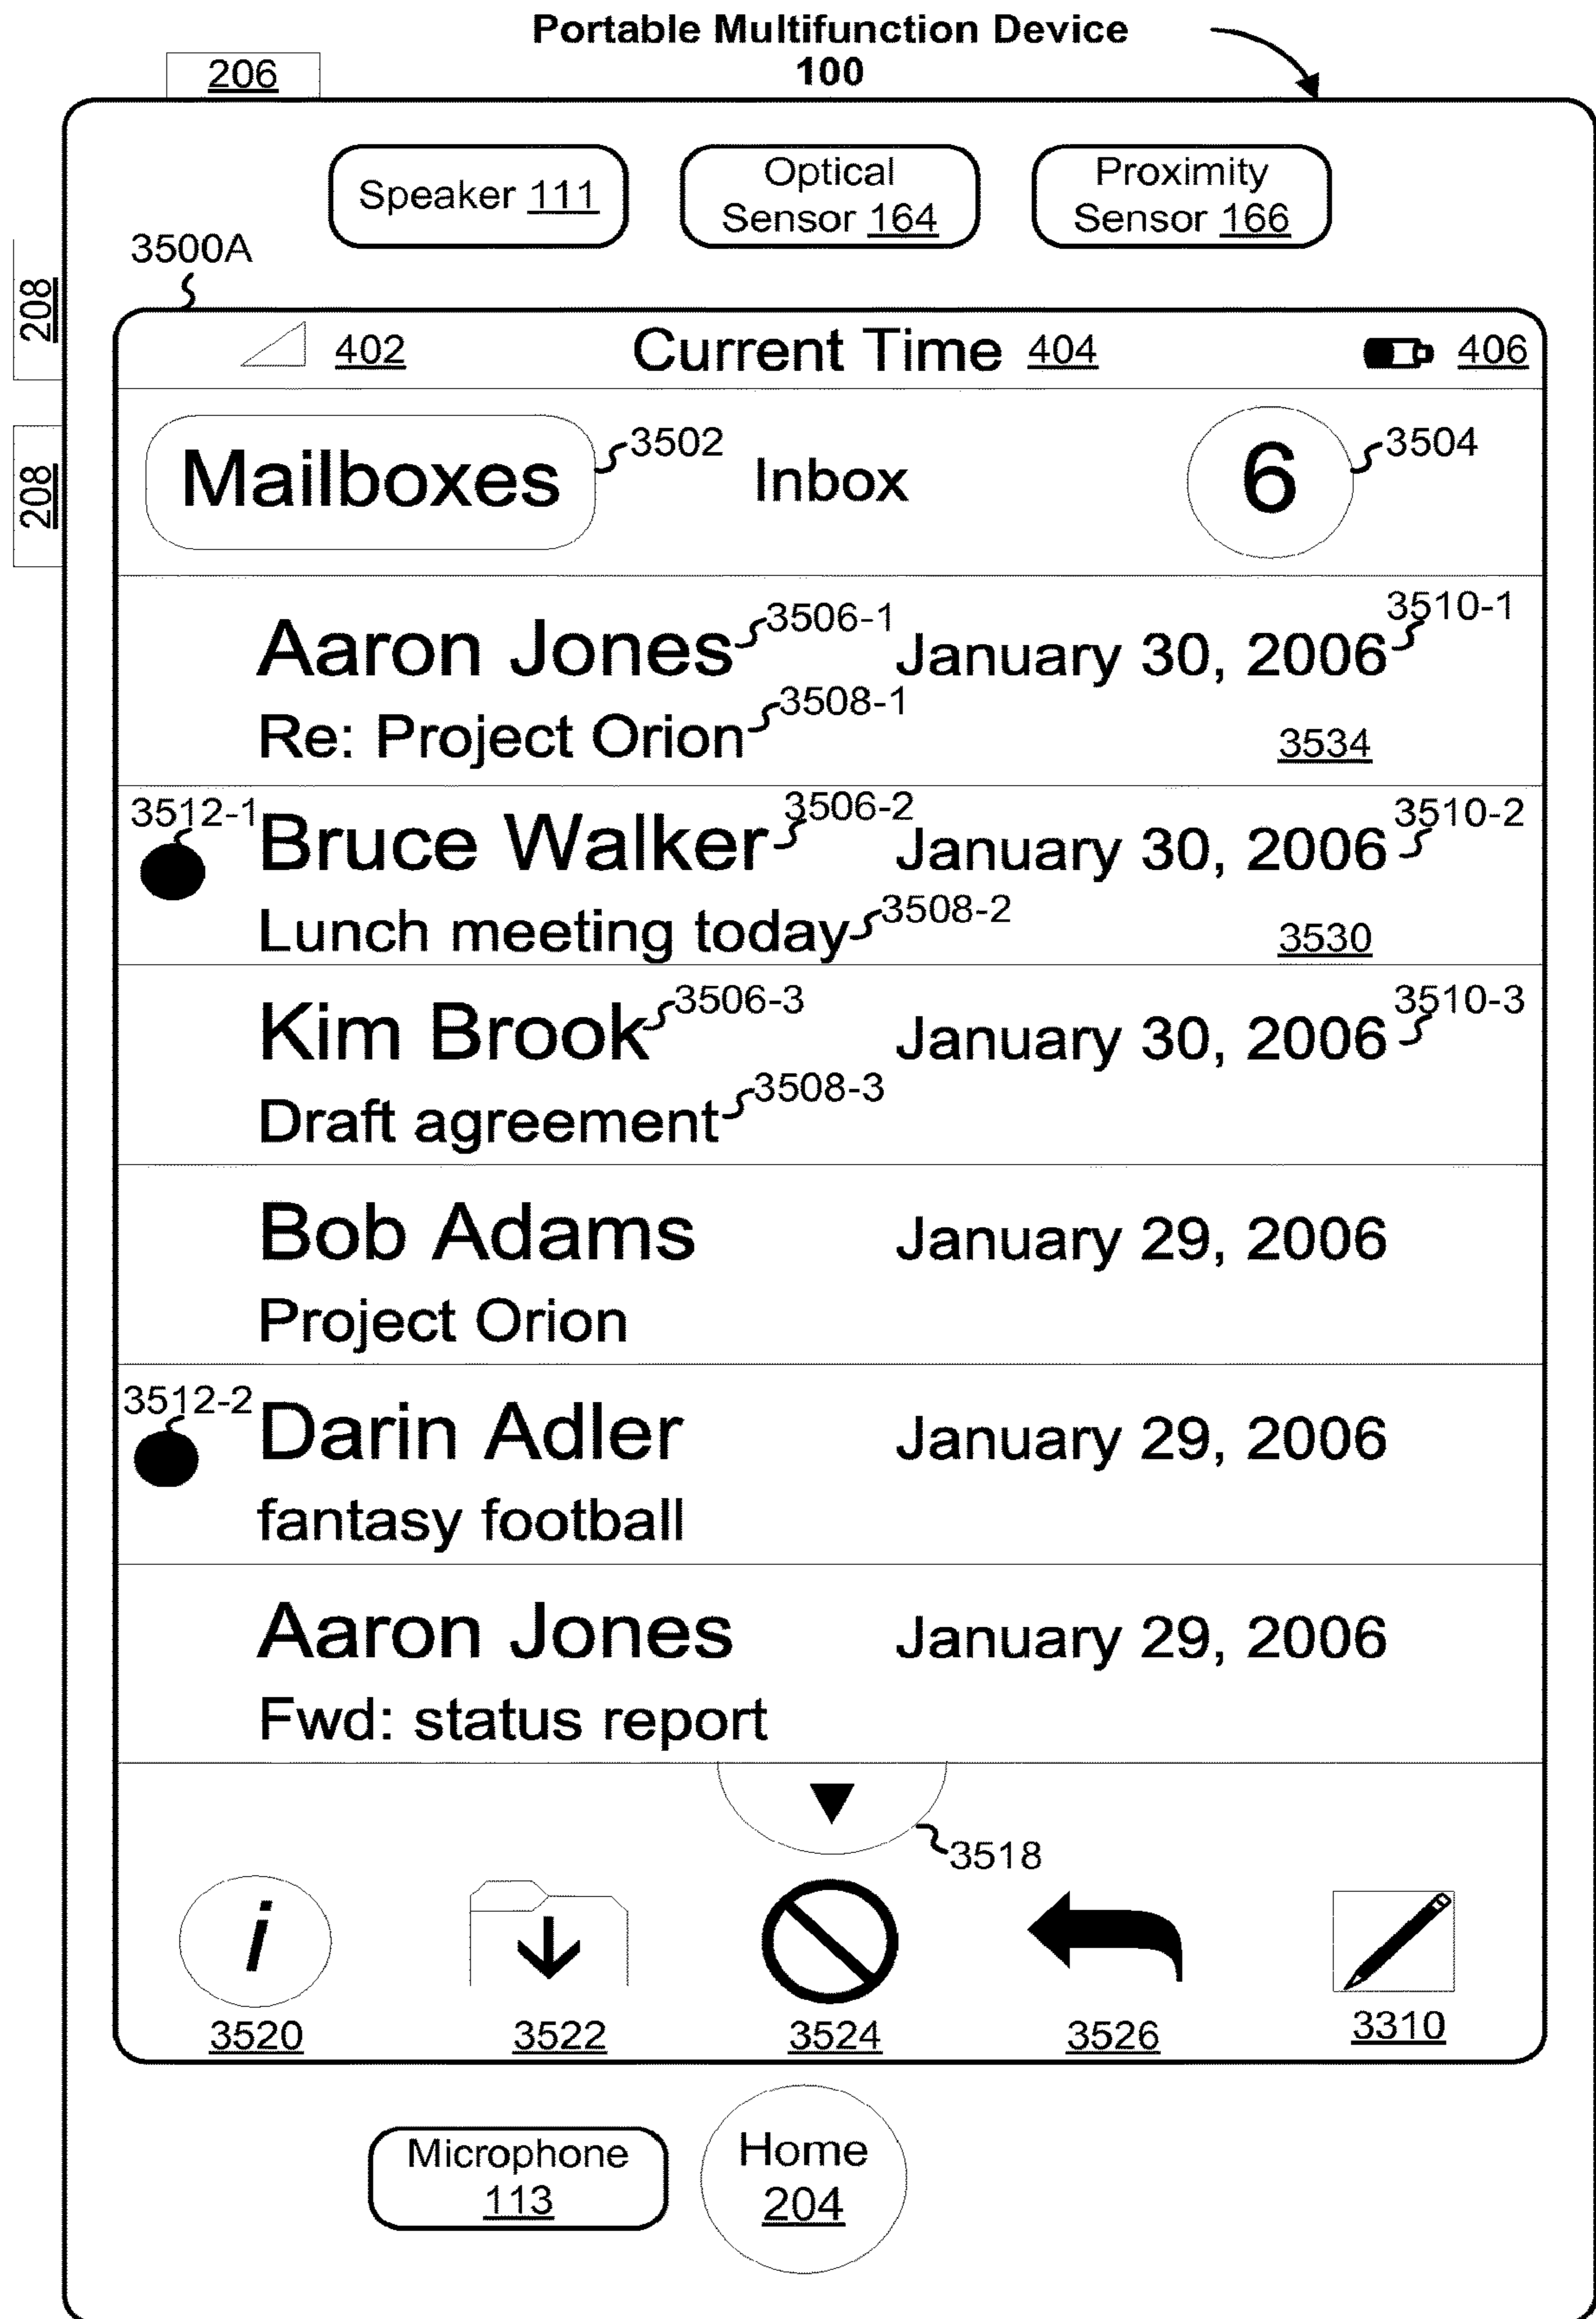 Portable Multifunction Device
100
206
Speaker 111
Optical
Sensor 164
Proximity
Sensor 166
3500A
208
402
Current Time 404
406
208
Mailboxes
3502
Inbox
6
3504
Aaron Jones
3506-1
January 30, 2006
3510-1
Re: Project Orion
3508-1
3534
3512-1
Bruce Walker
3506-2
January 30, 2006
3510-2
Lunch meeting today
3508-2
3530
Kim Brook
3506-3
January 30, 2006
3510-3
Draft agreement
3508-3
Bob Adams
January 29, 2006
Project Orion
3512-2
Darin Adler
January 29, 2006
fantasy football
Aaron Jones
January 29, 2006
Fwd: status report
3518
i
3520
3522
3524
3526
3310
Microphone
113
Home
204